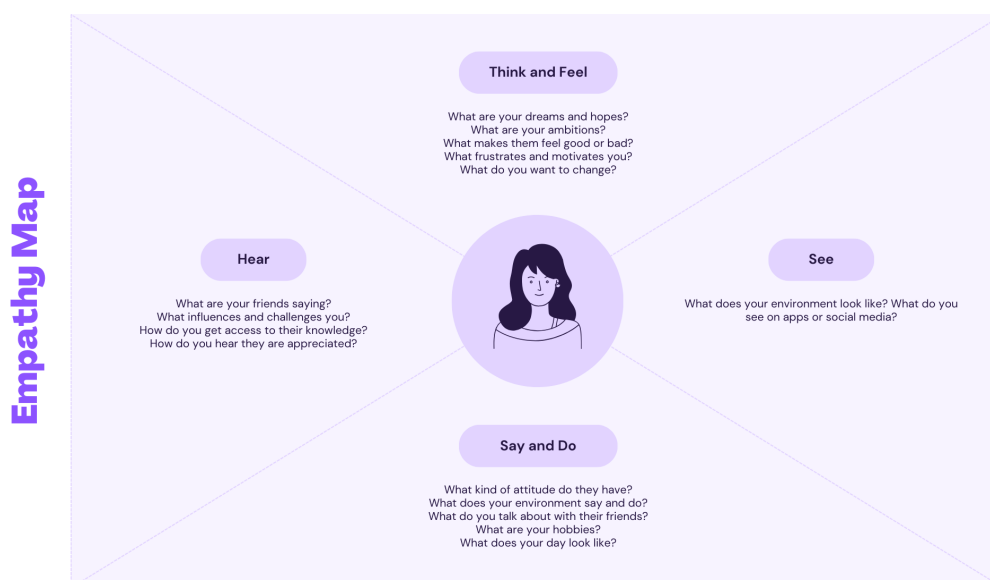 Empathy Map
Think and Feel
What are your dreams and hopes?
What are your ambitions?
What makes them feel good or bad?
What frustrates and motivates you?
What do you want to change?
Hear
What are your friends saying?
What influences and challenges you?
How do you get access to their knowledge?
How do you hear they are appreciated?
See
What does your environment look like? What do you
see on apps or social media?
Say and Do
What kind of attitude do they have?
What does your environment say and do?
What do you talk about with their friends?
What are your hobbies?
What does your day look like?